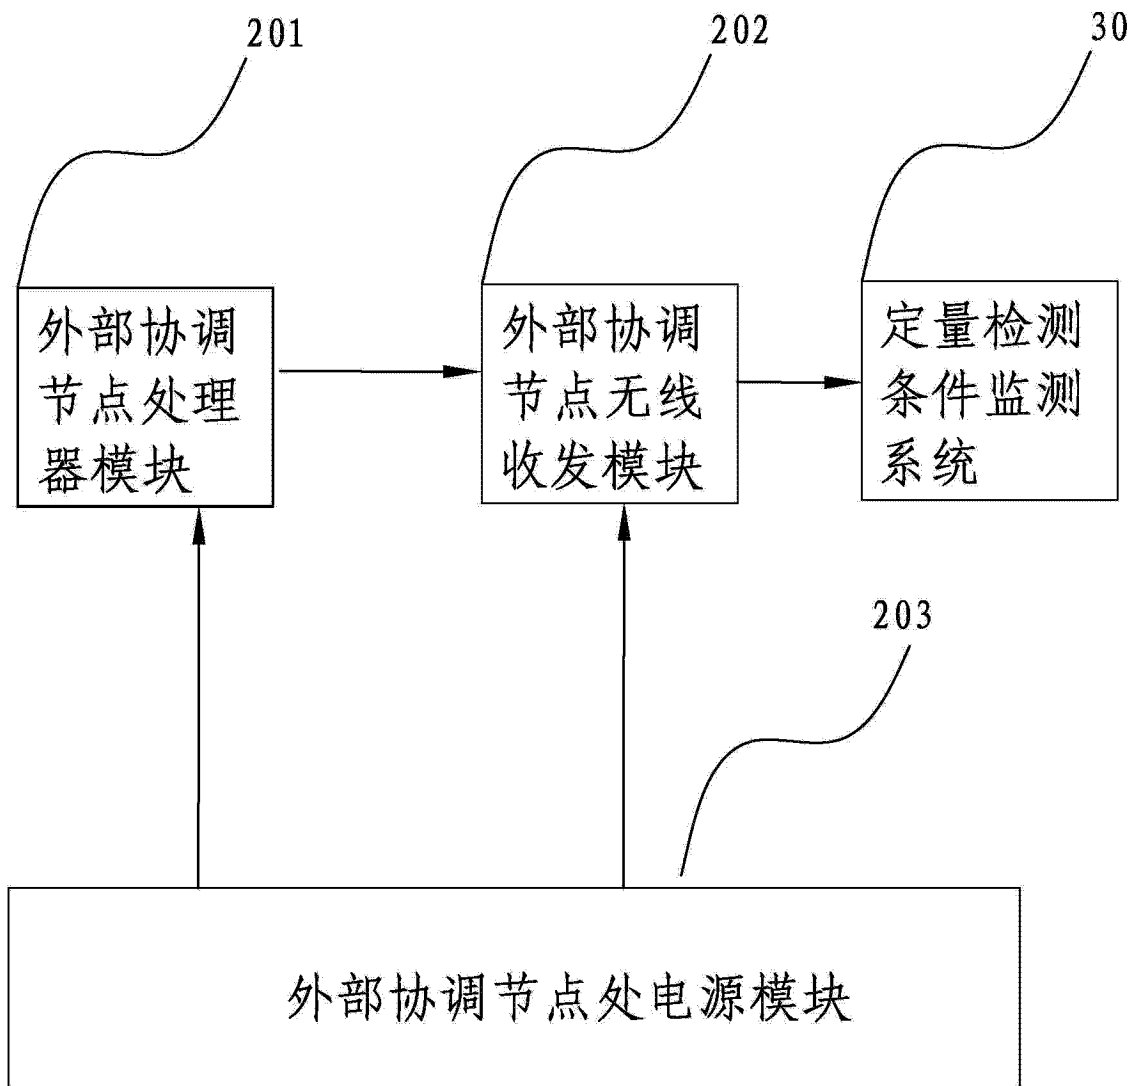 201
202
30
外部协调
节点处理
器模块
外部协调
节点无线
收发模块
定量检测
条件监测
系统
203
外部协调节点处电源模块